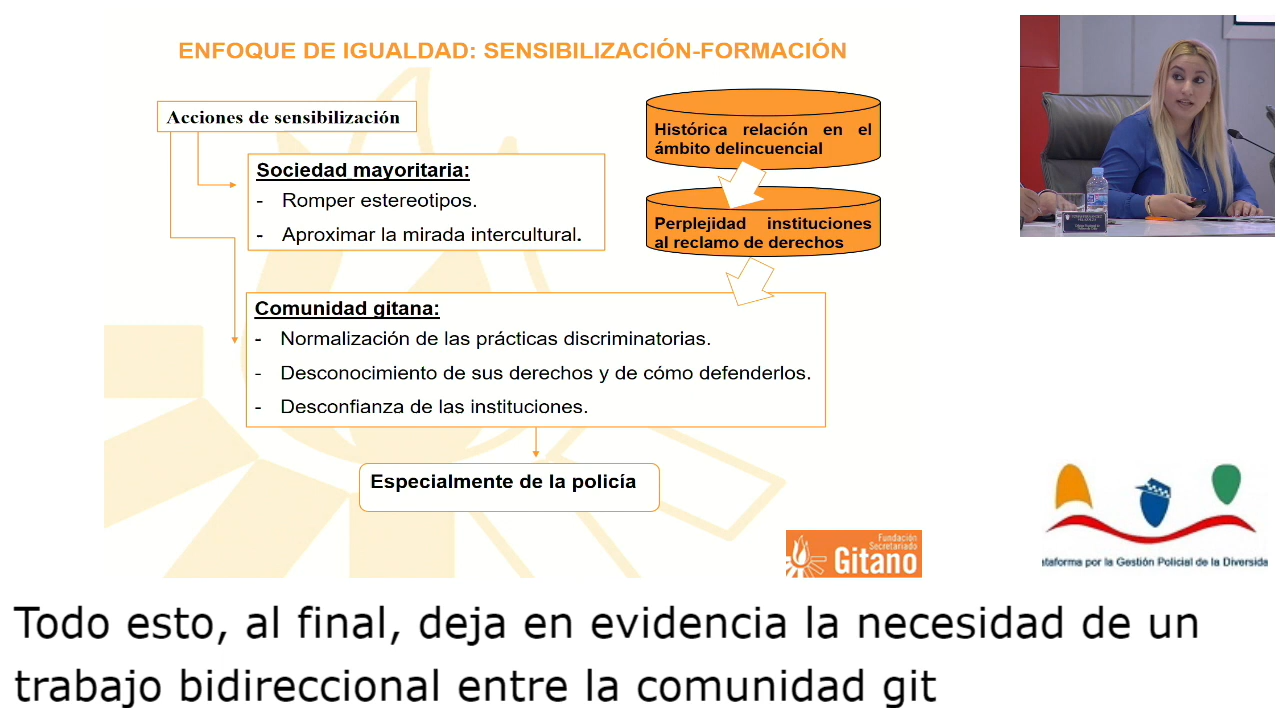 ENFOQUE DE IGUALDAD: SENSIBILIZACIÓN-FORMACIÓN
Acciones de sensibilización
Sociedad mayoritaria:
- Romper estereotipos.
- Aproximar la mirada intercultural.
Histórica relación en el
ámbito delincuencial
Perplejidad instituciones
al reclamo de derechos
Comunidad gitana:
- Normalización de las prácticas discriminatorias.
- Desconocimiento de sus derechos y de cómo defenderlos.
- Desconfianza de las instituciones.
Especialmente de la policía
Fundación
Secretariado
Gitano
ataforma por la Gestión Policial de la Diversida
Todo esto, al final, deja en evidencia la necesidad de un
trabajo bidireccional entre la comunidad git